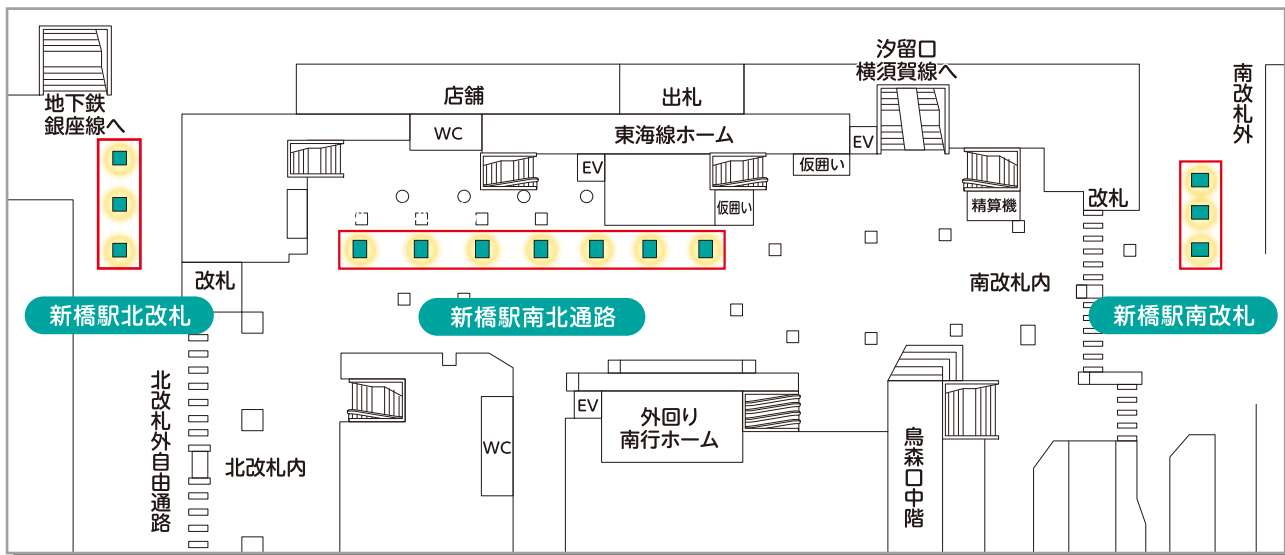 地下鉄
銀座線へ
店舗
出札
汐留口
横須賀線へ
南改札外
WC
東海線ホーム
EV
EV
仮囲い
仮囲い
精算機
改札
改札
南改札内
新橋駅北改札
新橋駅南北通路
新橋駅南改札
北改札外自由通路
北改札内
WC
EV
外回り
南行ホーム
烏森口中階